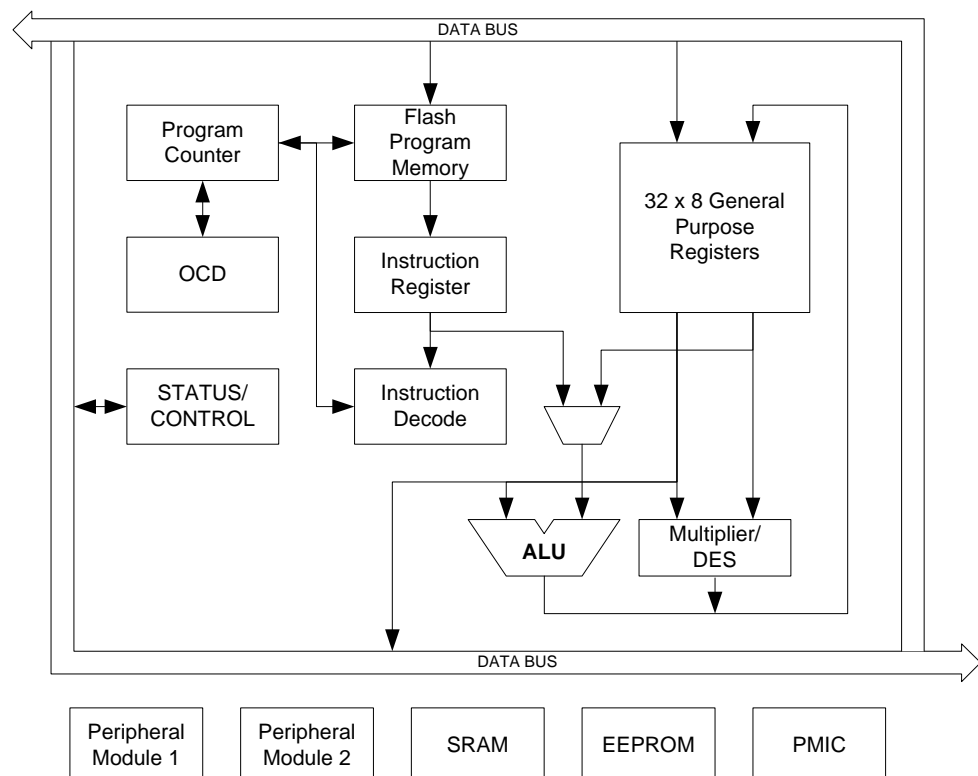 DATA BUS
Program
Counter
Flash
Program
Memory
32 x 8 General
Purpose
Registers
OCD
Instruction
Register
STATUS/
CONTROL
Instruction
Decode
ALU
Multiplier/
DES
DATA BUS
Peripheral
Module 1
Peripheral
Module 2
SRAM
EEPROM
PMIC